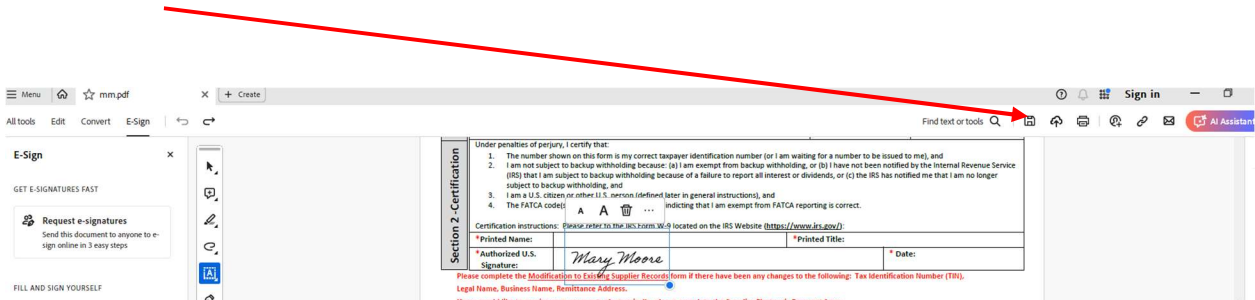 Menu mm.pdf × + Create Sign in
All tools Edit Convert E-Sign Find text or tools AI Assistant
E-Sign ×
GET E-SIGNATURES FAST
Request e-signatures
Send this document to anyone to e-
sign online in 3 easy steps
FILL AND SIGN YOURSELF
Section 2 -Certification
Under penalties of perjury, I certify that:
1. The number shown on this form is my correct taxpayer identification number (or I am waiting for a number to be issued to me), and
2. I am not subject to backup withholding because: (a) I am exempt from backup withholding, or (b) I have not been notified by the Internal Revenue Service
(IRS) that I am subject to backup withholding because of a failure to report all interest or dividends, or (c) the IRS has notified me that I am no longer
subject to backup withholding, and
3. I am a U.S. citizen or other U.S. person (defined later in general instructions), and
4. The FATCA code(s indicting that I am exempt from FATCA reporting is correct.
A A ...
Certification instructions: Please refer to the IRS Form W-9 located on the IRS Website (https://www.irs.gov/):
*Printed Name: *Printed Title:
*Authorized U.S.
Signature: Mary Moore * Date:
Please complete the Modification to Existing Supplier Records form if there have been any changes to the following: Tax Identification Number (TIN),
Legal Name, Business Name, Remittance Address.